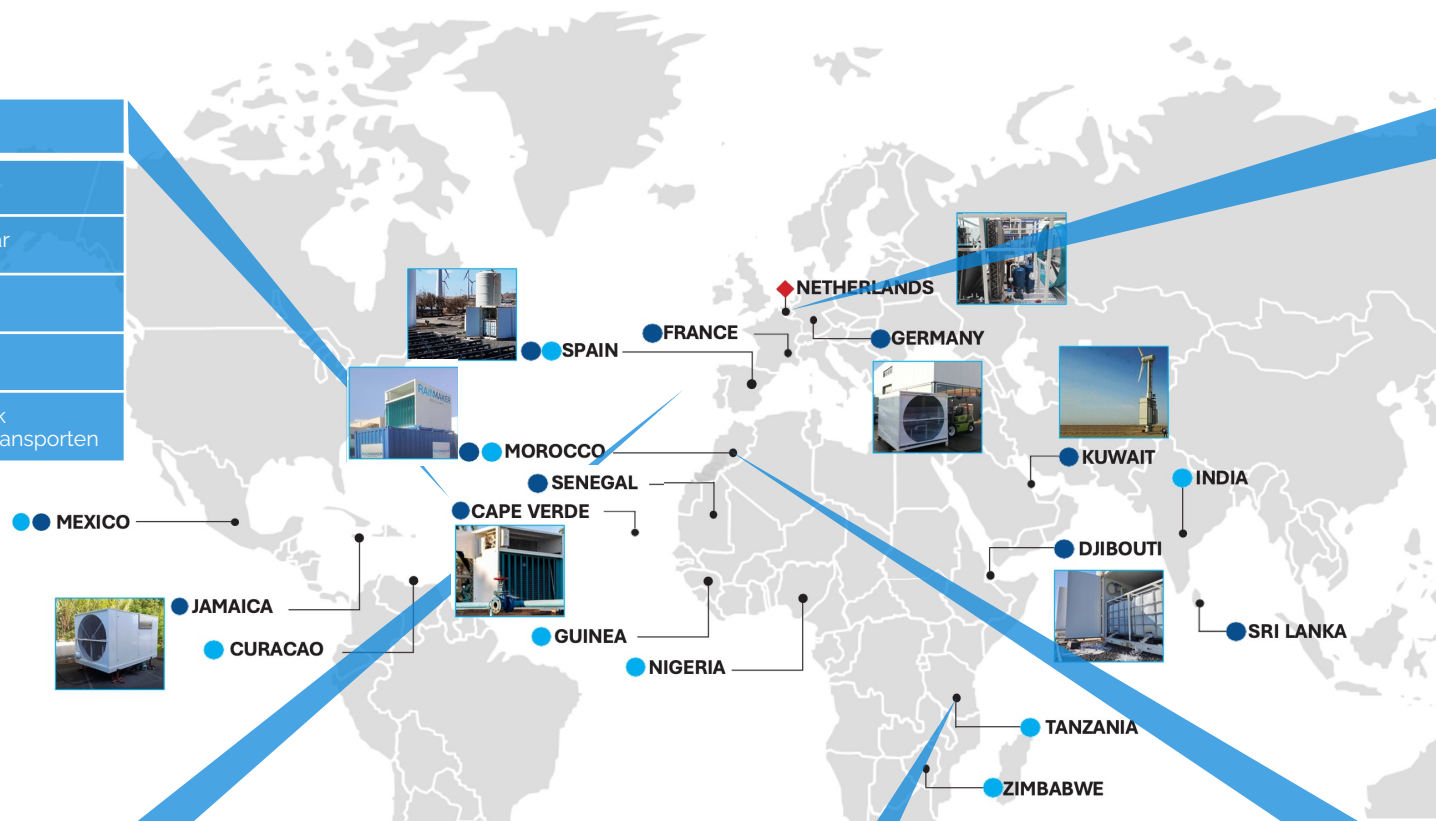 ar
k
ansporten
NETHERLANDS
FRANCE
GERMANY
SPAIN
RAINMAKER
MOROCCO
KUWAIT
INDIA
SENEGAL
CAPE VERDE
MEXICO
DJIBOUTI
JAMAICA
SRI LANKA
GUINEA
CURACAO
NIGERIA
TANZANIA
ZIMBABWE